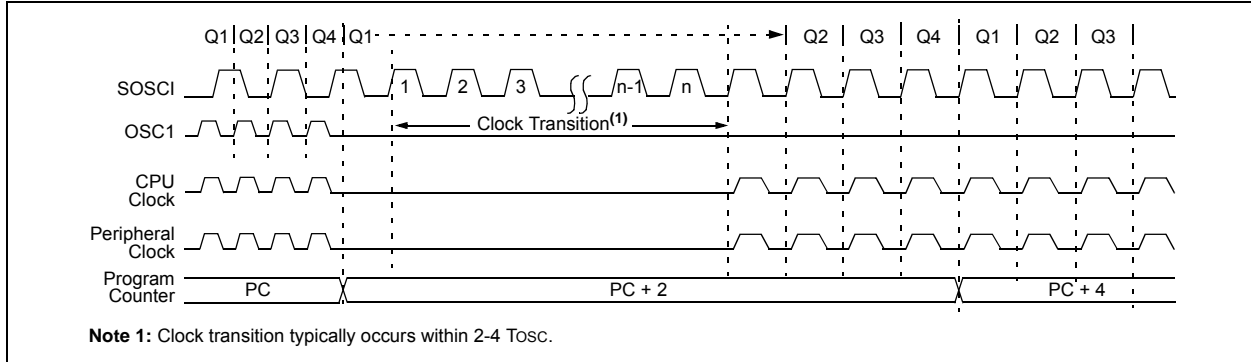 Q1 Q2 Q3 Q4 Q1 Q2 Q3 Q4 Q1 Q2 Q3
SOSCI 1 2 3 n-1 n
OSC1 Clock Transition(1)
CPU
Clock
Peripheral
Clock
Program
Counter PC PC + 2 PC + 4
Note 1: Clock transition typically occurs within 2-4 TOSC.